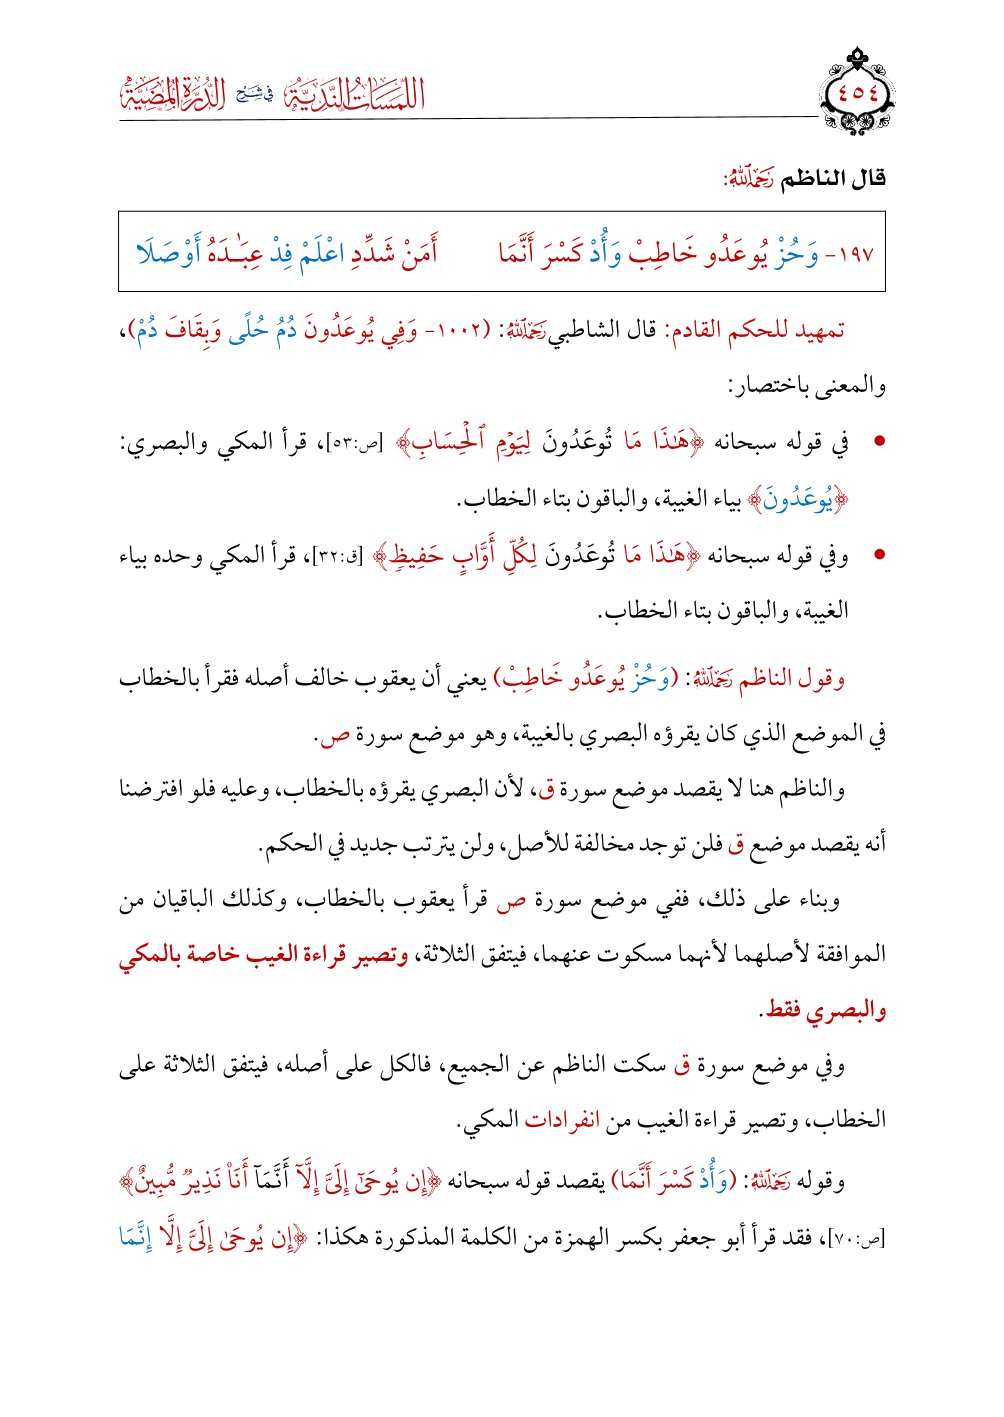 ٤٥٤
اللمسات الندية في شرح الدرة المضية
قال الناظم رَحِمَهُ ٱللَّهُ:
١٩٧- وَحُزْ يُوعَدُو خَاطِبْ وَأُدْ كَسْرَ أَنَّمَا أَمَنْ شَدِّدِ اعْلَمْ فِدْ عِبَـٰدَهُ أَوْصَلَا
تمهيد للحكم القادم: قال الشاطبي رَحِمَهُ ٱللَّهُ: (١٠٠٢- وَفِي يُوعَدُونَ دُمُ حُلًى وَبِقَافَ دُمْ)،
والمعنى باختصار:
• في قوله سبحانه ﴿هَـٰذَا مَا تُوعَدُونَ لِيَوْمِ ٱلْحِسَابِ﴾ [ص:٥٣]، قرأ المكي والبصري:
﴿يُوعَدُونَ﴾ بياء الغيبة، والباقون بتاء الخطاب.
• وفي قوله سبحانه ﴿هَـٰذَا مَا تُوعَدُونَ لِكُلِّ أَوَّابٍ حَفِيظٍ﴾ [ق:٣٢]، قرأ المكي وحده بياء
الغيبة، والباقون بتاء الخطاب.
وقول الناظم رَحِمَهُ ٱللَّهُ: (وَحُزْ يُوعَدُو خَاطِبْ) يعني أن يعقوب خالف أصله فقرأ بالخطاب
في الموضع الذي كان يقرؤه البصري بالغيبة، وهو موضع سورة ص.
والناظم هنا لا يقصد موضع سورة ق، لأن البصري يقرؤه بالخطاب، وعليه فلو افترضنا
أنه يقصد موضع ق فلن توجد مخالفة للأصل، ولن يترتب جديد في الحكم.
وبناء على ذلك، ففي موضع سورة ص قرأ يعقوب بالخطاب، وكذلك الباقيان من
الموافقة لأصلهما لأنهما مسكوت عنهما، فيتفق الثلاثة، وتصير قراءة الغيب خاصة بالمكي
والبصري فقط.
وفي موضع سورة ق سكت الناظم عن الجميع، فالكل على أصله، فيتفق الثلاثة على
الخطاب، وتصير قراءة الغيب من انفرادات المكي.
وقوله رَحِمَهُ ٱللَّهُ: (وَأُدْ كَسْرَ أَنَّمَا) يقصد قوله سبحانه ﴿إِن يُوحَىٰٓ إِلَىَّ إِلَّآ أَنَّمَآ أَنَا۠ نَذِيرٌ مُّبِينٌ﴾
[ص:٧٠]، فقد قرأ أبو جعفر بكسر الهمزة من الكلمة المذكورة هكذا: ﴿إِن يُوحَىٰ إِلَىَّ إِلَّا إِنَّمَا